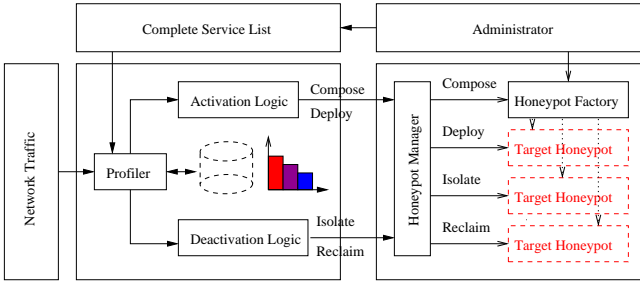 Complete Service List
Administrator
Network Traffic
Profiler
Activation Logic
Compose
Deploy
Deactivation Logic
Isolate
Reclaim
Honeypot Manager
Compose
Deploy
Isolate
Reclaim
Honeypot Factory
Target Honeypot
Target Honeypot
Target Honeypot